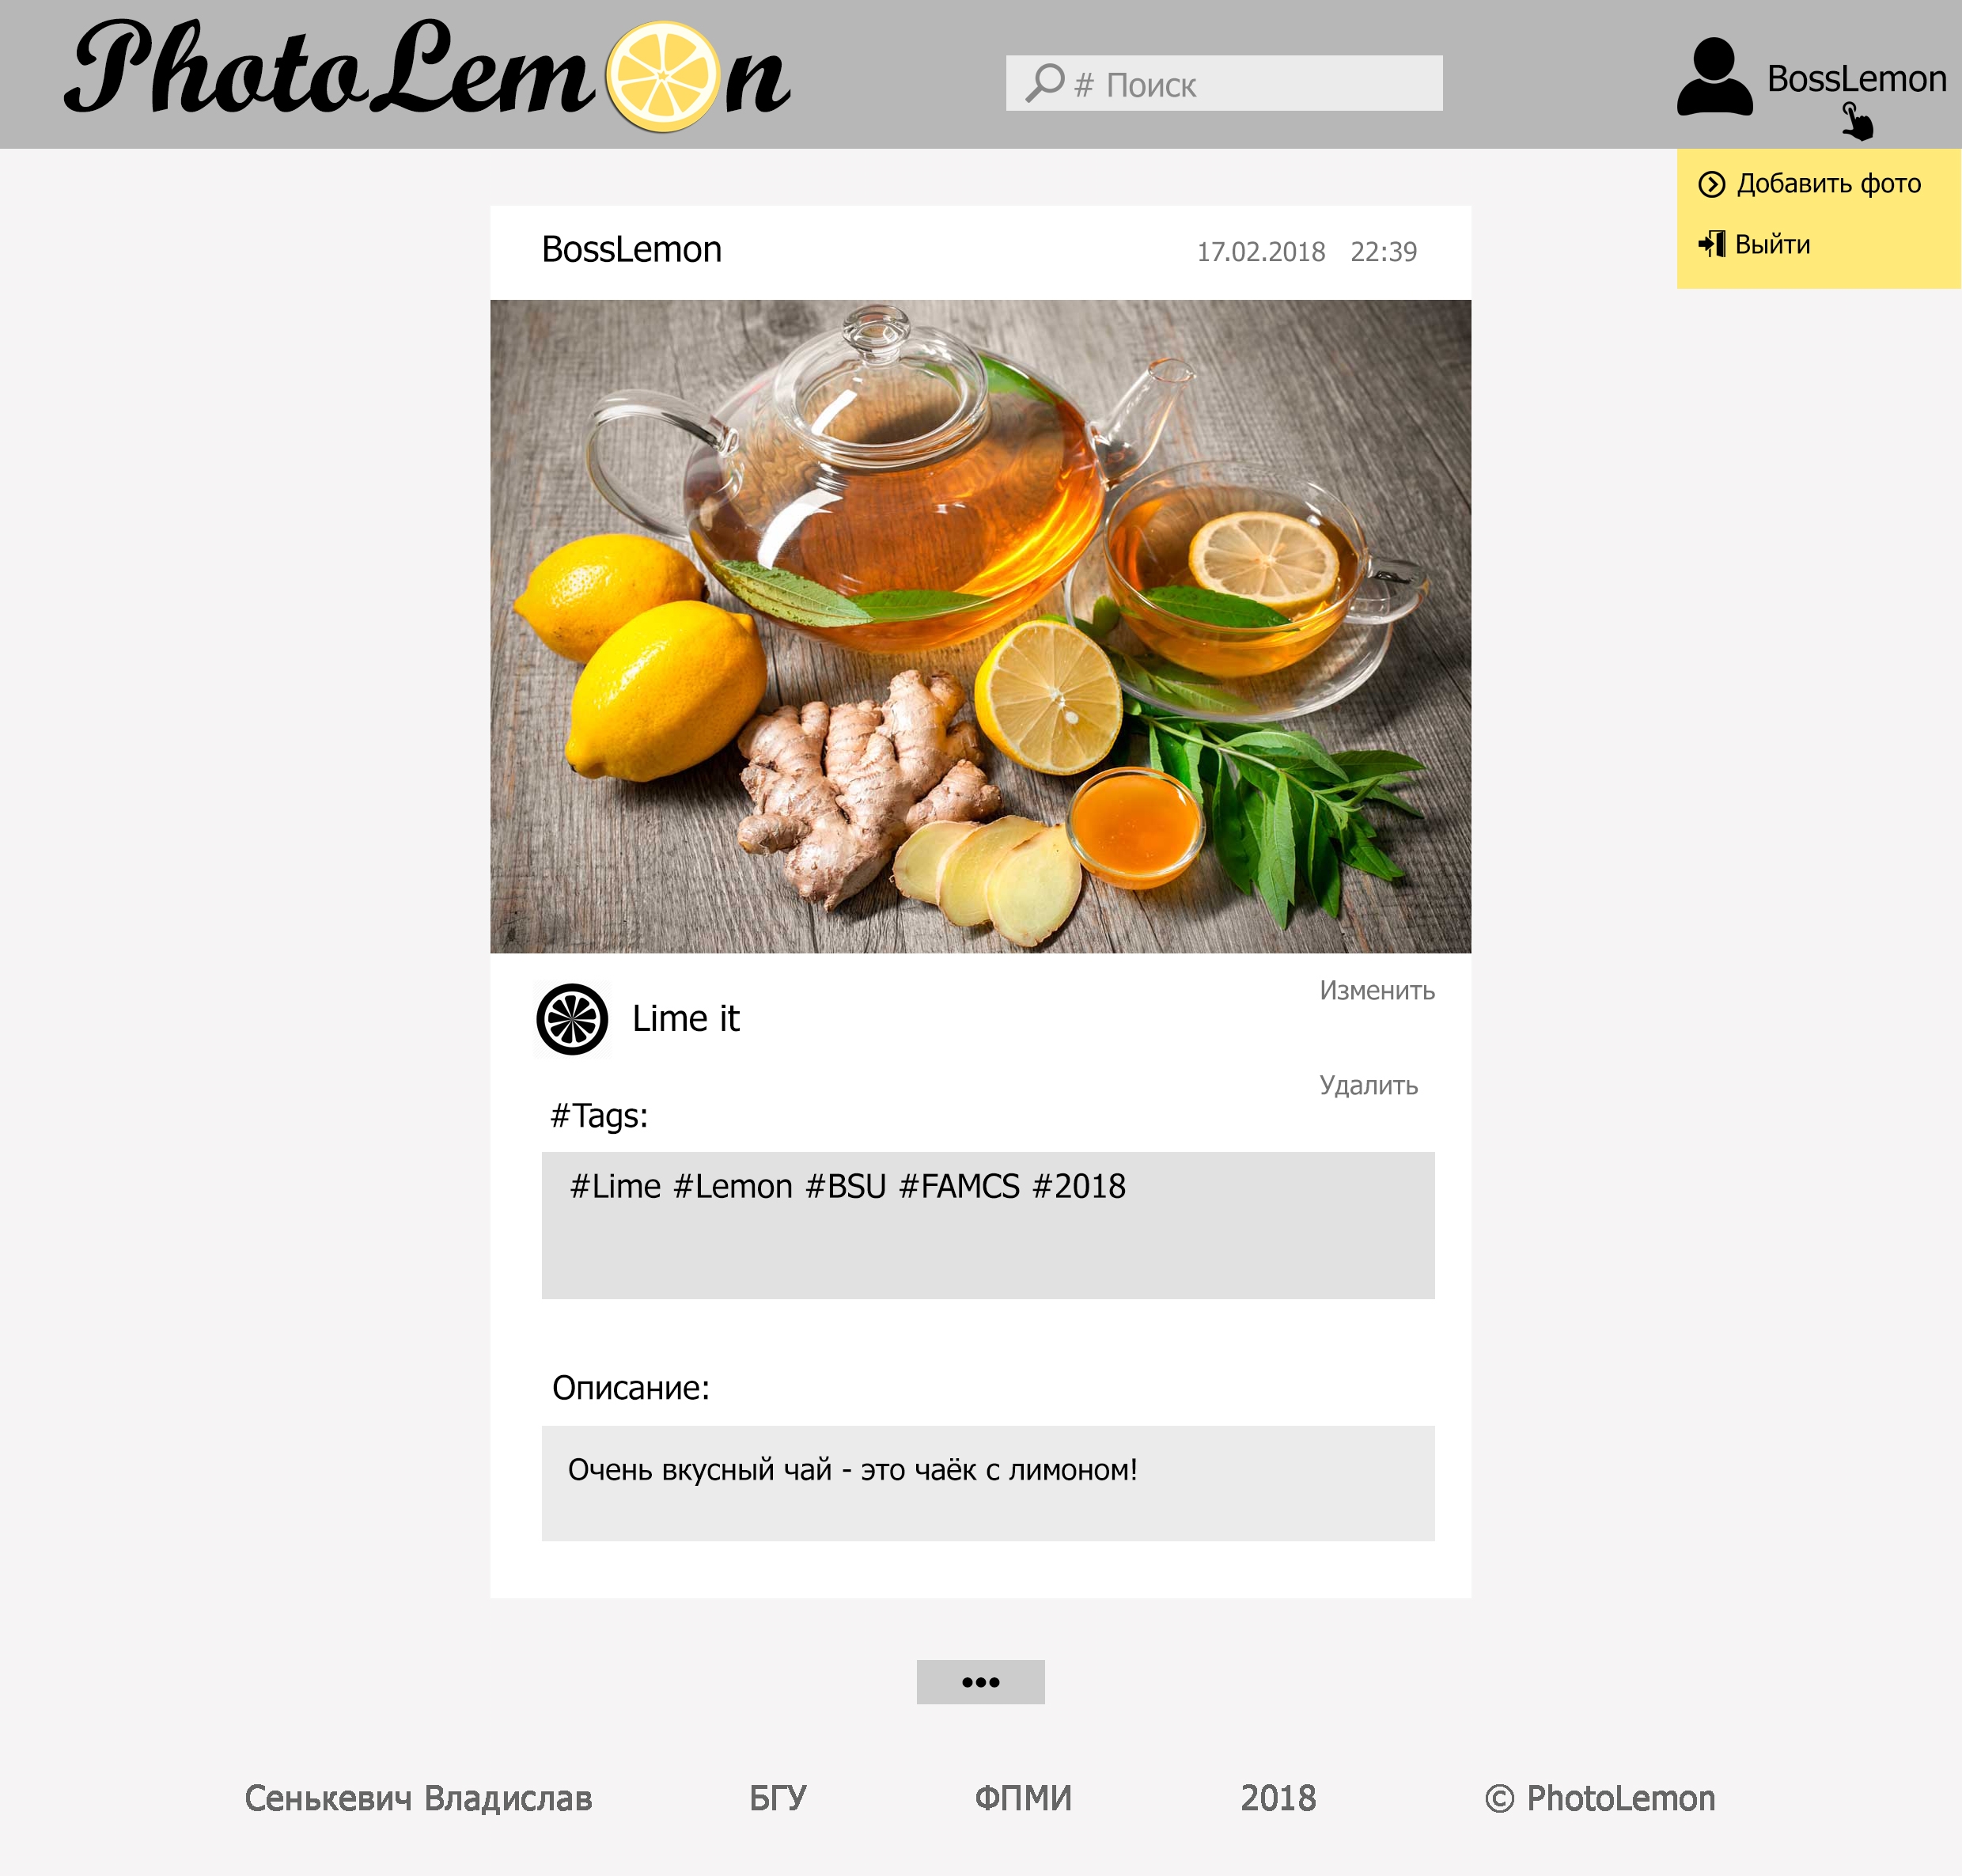 PhotoLemon
# Поиск
BossLemon
Добавить фото
Выйти
BossLemon
17.02.2018 22:39
Lime it
Изменить
Удалить
#Tags:
#Lime #Lemon #BSU #FAMCS #2018
Описание:
Очень вкусный чай - это чаёк с лимоном!
Сенькевич Владислав БГУ ФПМИ 2018 © PhotoLemon